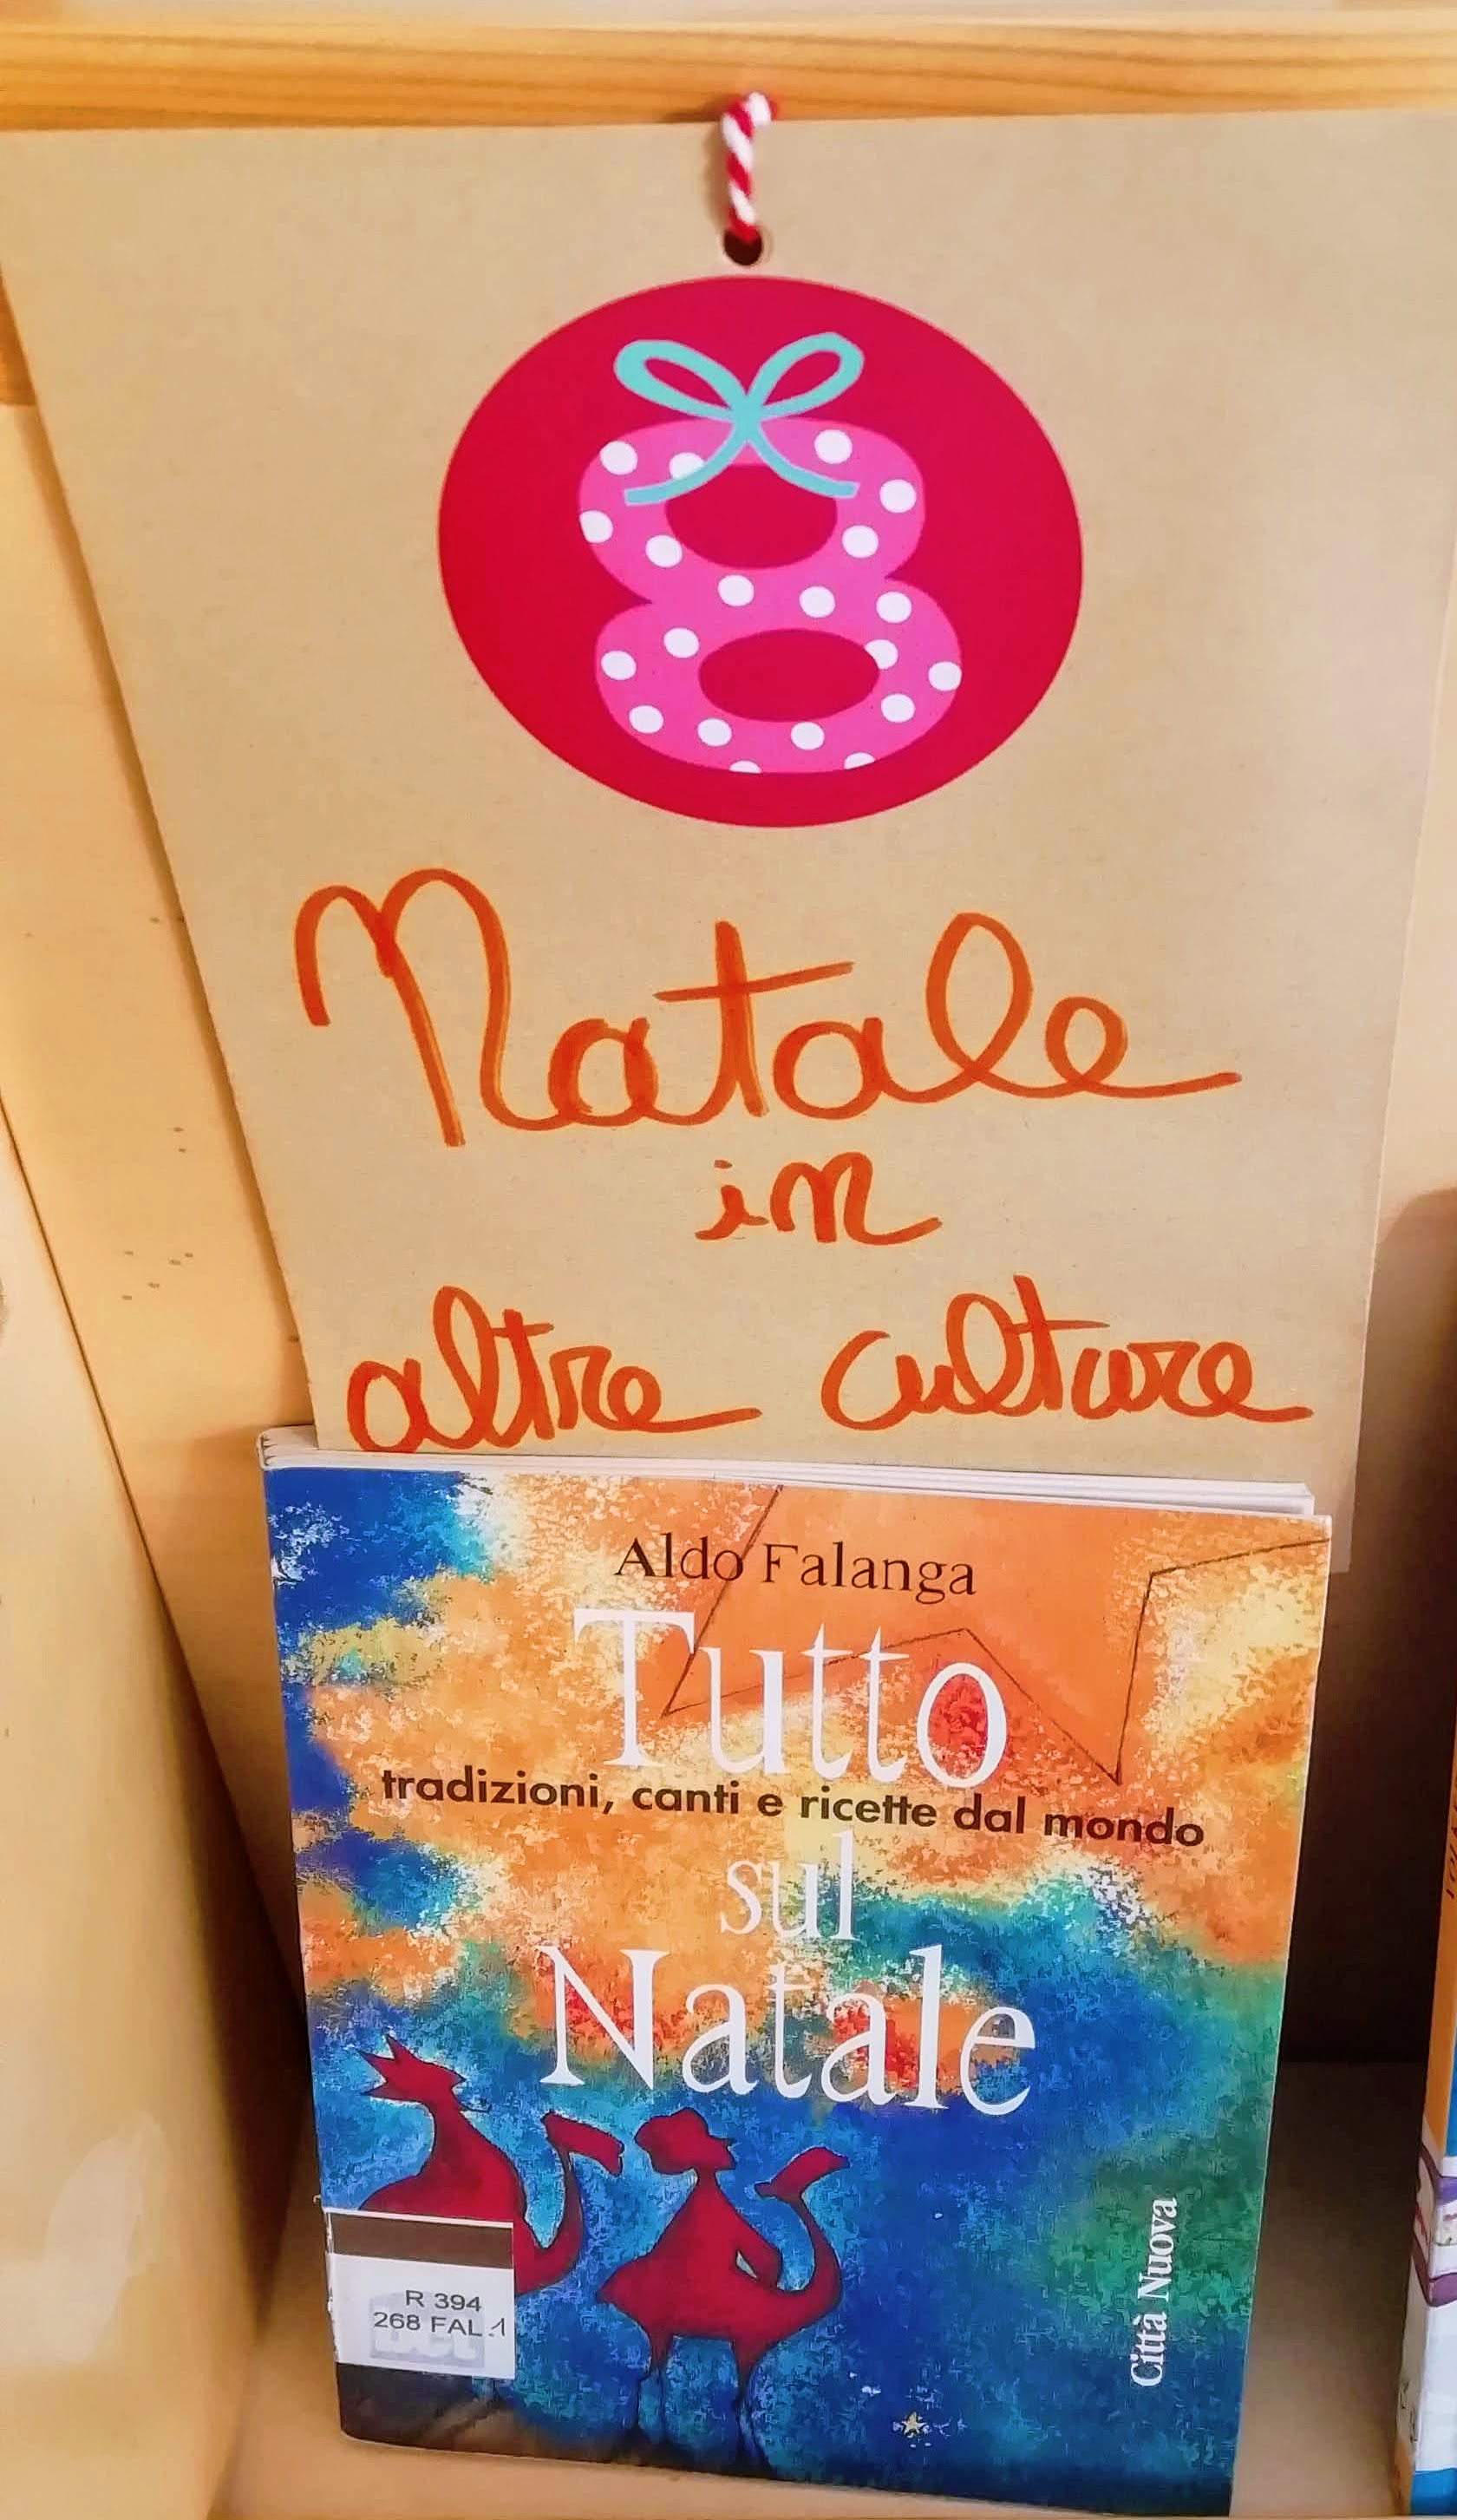 8
Natale
in
altre culture
Aldo Falanga
Tutto
tradizioni, canti e ricette dal mondo
sul
Natale
Città Nuova
R 394
268 FAL.1